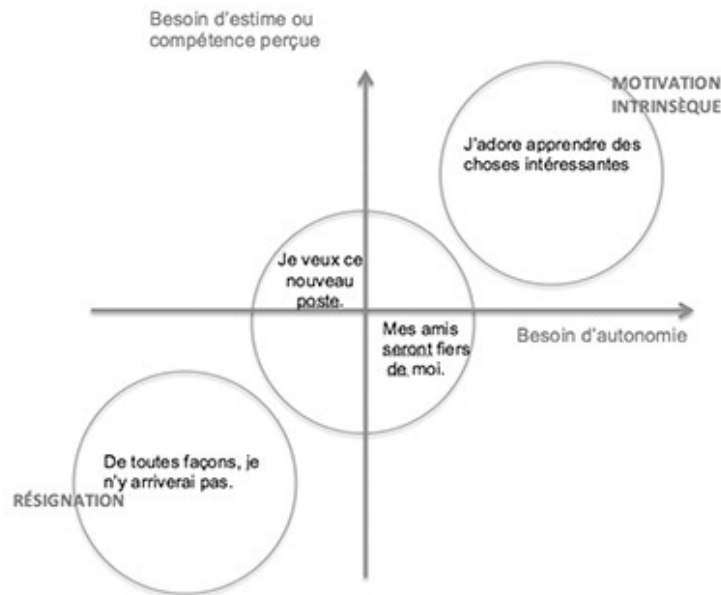 Besoin d'estime ou
compétence perçue
MOTIVATION
INTRINSÈQUE
J'adore apprendre des
choses intéressantes
Je veux ce
nouveau
poste.
Besoin d'autonomie
Mes amis
seront fiers
de moi.
De toutes façons, je
n'y arriverai pas.
RÉSIGNATION